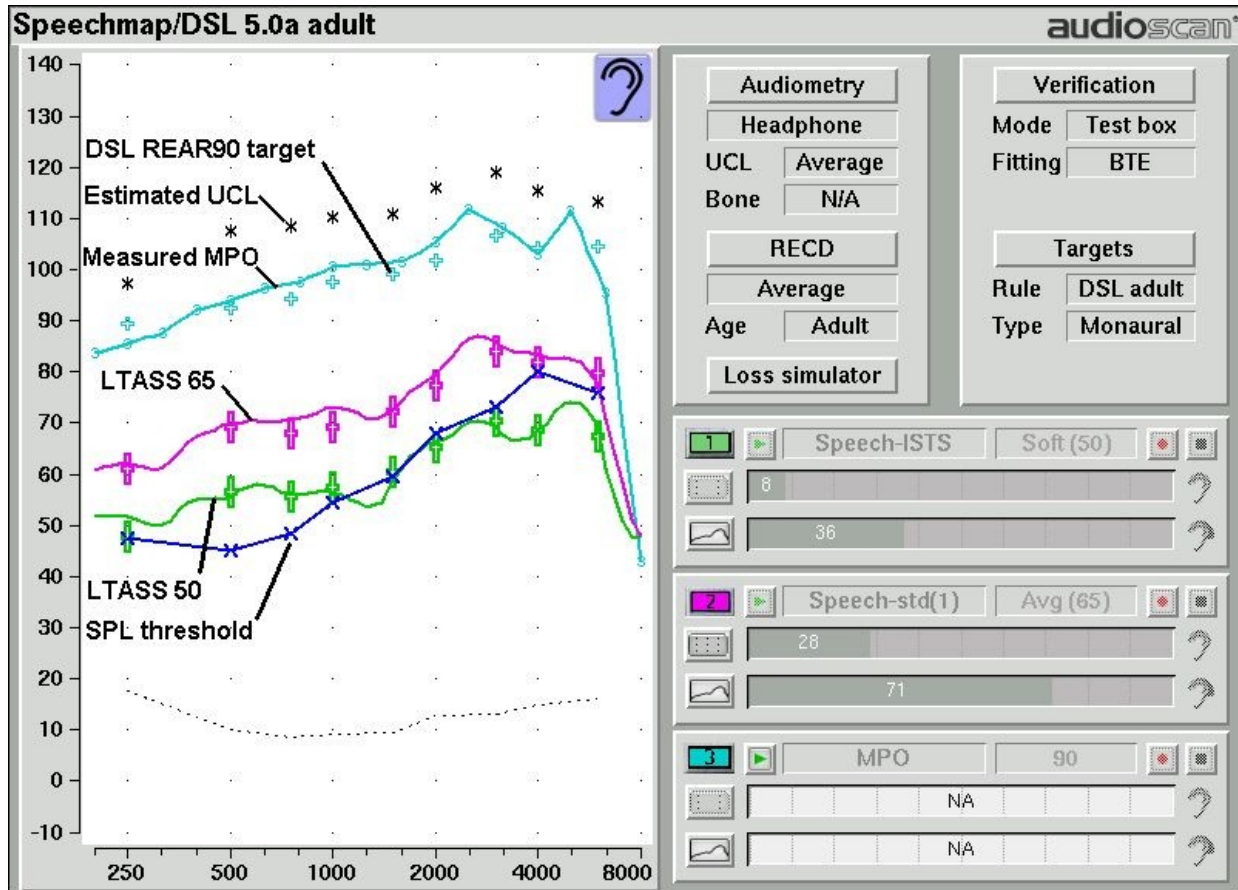 Speechmap/DSL 5.0a adult
audioscan®
140
130
120
110
100
90
80
70
60
50
40
30
20
10
0
-10
250 500 1000 2000 4000 8000
DSL REAR90 target
Estimated UCL
Measured MPO
LTASS 65
LTASS 50
SPL threshold
Audiometry
Headphone
UCL Average
Bone N/A
RECD
Average
Age Adult
Loss simulator
Verification
Mode Test box
Fitting BTE
Targets
Rule DSL adult
Type Monaural
1 Speech-ISTS Soft (50)
8
36
2 Speech-std(1) Avg (65)
28
71
3 MPO 90
NA
NA